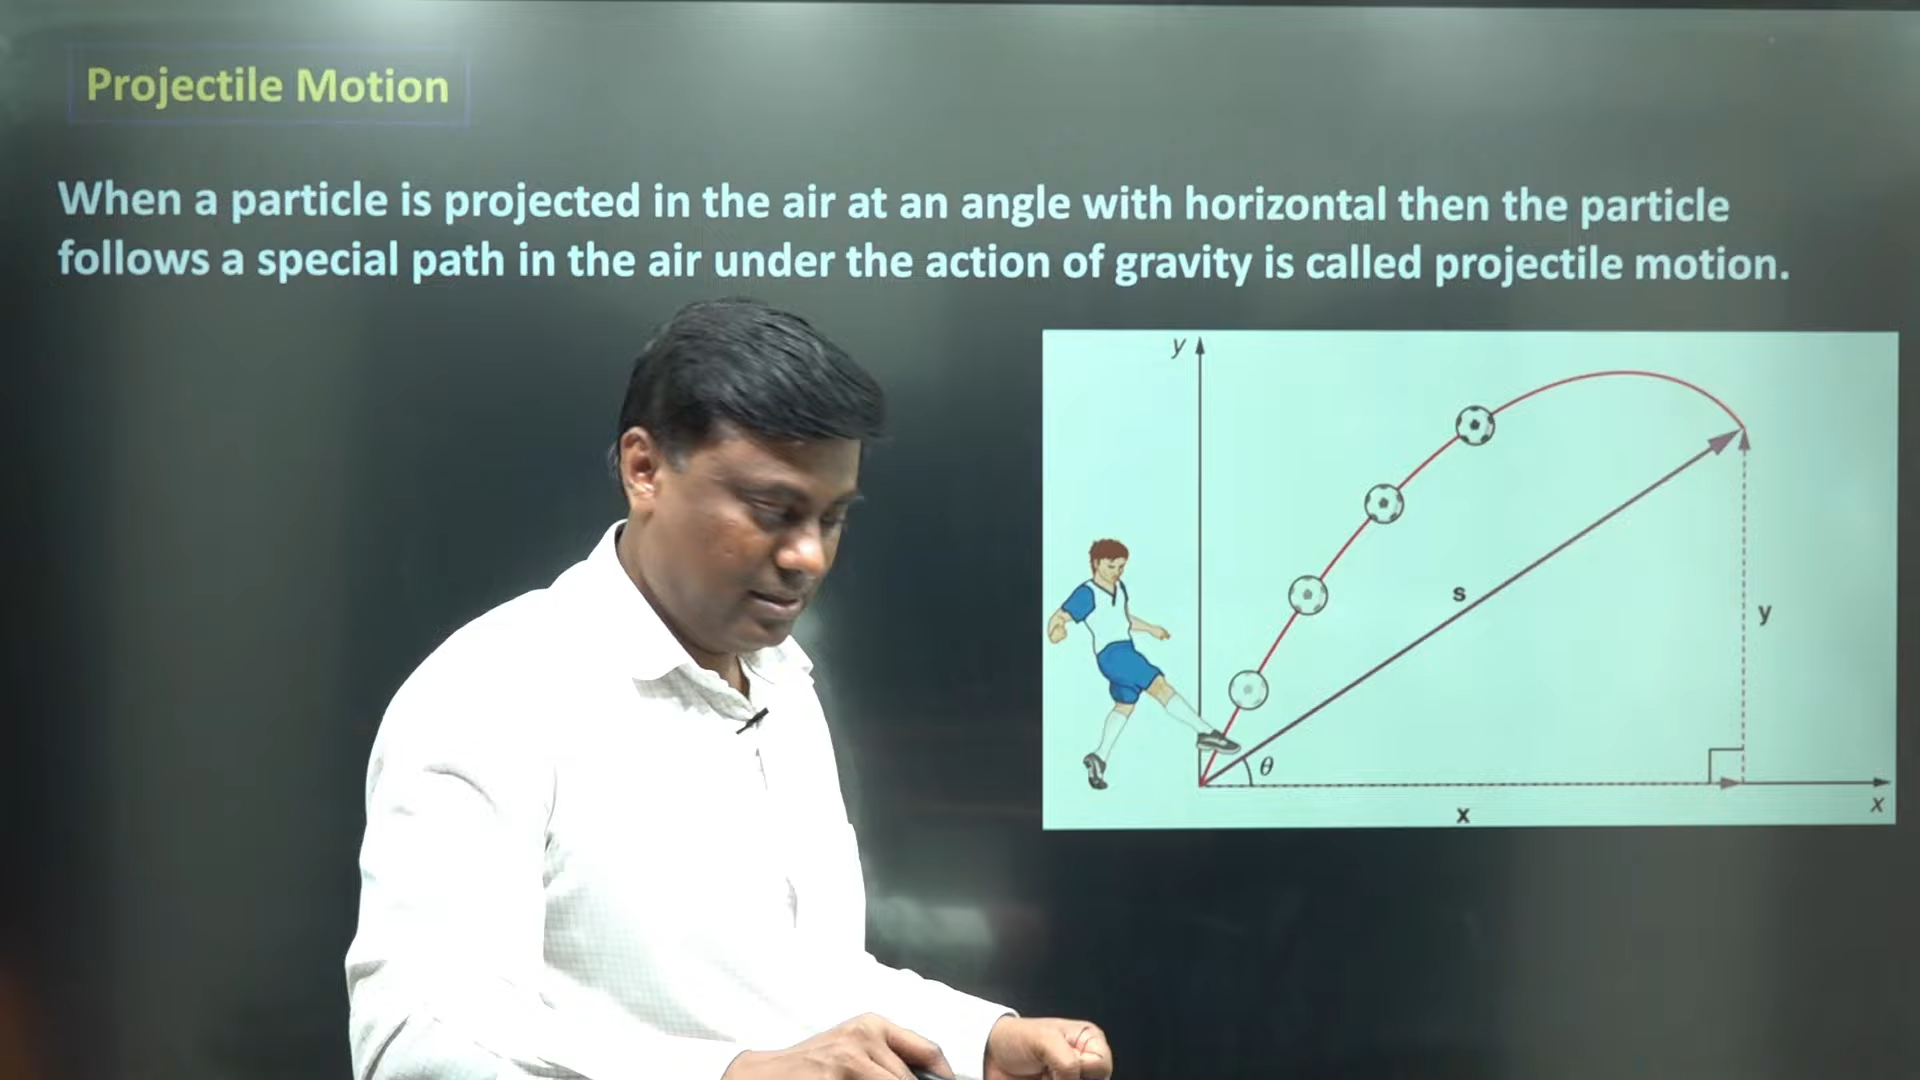 Projectile Motion
When a particle is projected in the air at an angle with horizontal then the particle
follows a special path in the air under the action of gravity is called projectile motion.
y
s
y
θ
x
x